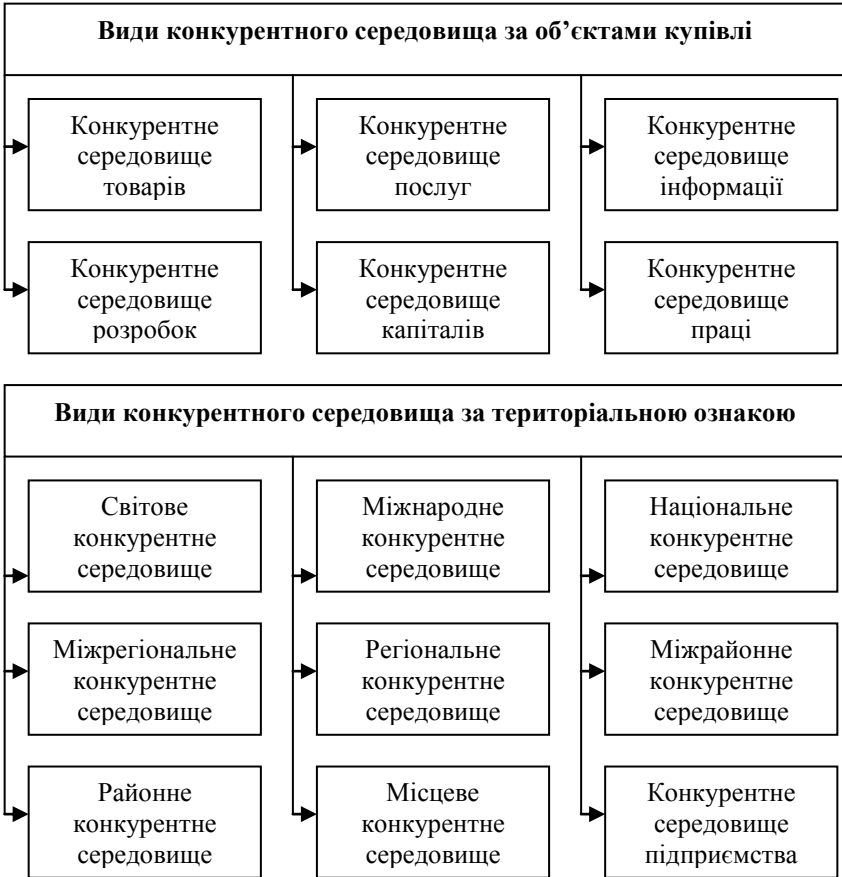 Види конкурентного середовища за об’єктами купівлі
Конкурентне
середовище
товарів
Конкурентне
середовище
послуг
Конкурентне
середовище
інформації
Конкурентне
середовище
розробок
Конкурентне
середовище
капіталів
Конкурентне
середовище
праці
Види конкурентного середовища за територіальною ознакою
Світове
конкурентне
середовище
Міжнародне
конкурентне
середовище
Національне
конкурентне
середовище
Міжрегіональне
конкурентне
середовище
Регіональне
конкурентне
середовище
Міжрайонне
конкурентне
середовище
Районне
конкурентне
середовище
Місцеве
конкурентне
середовище
Конкурентне
середовище
підприємства